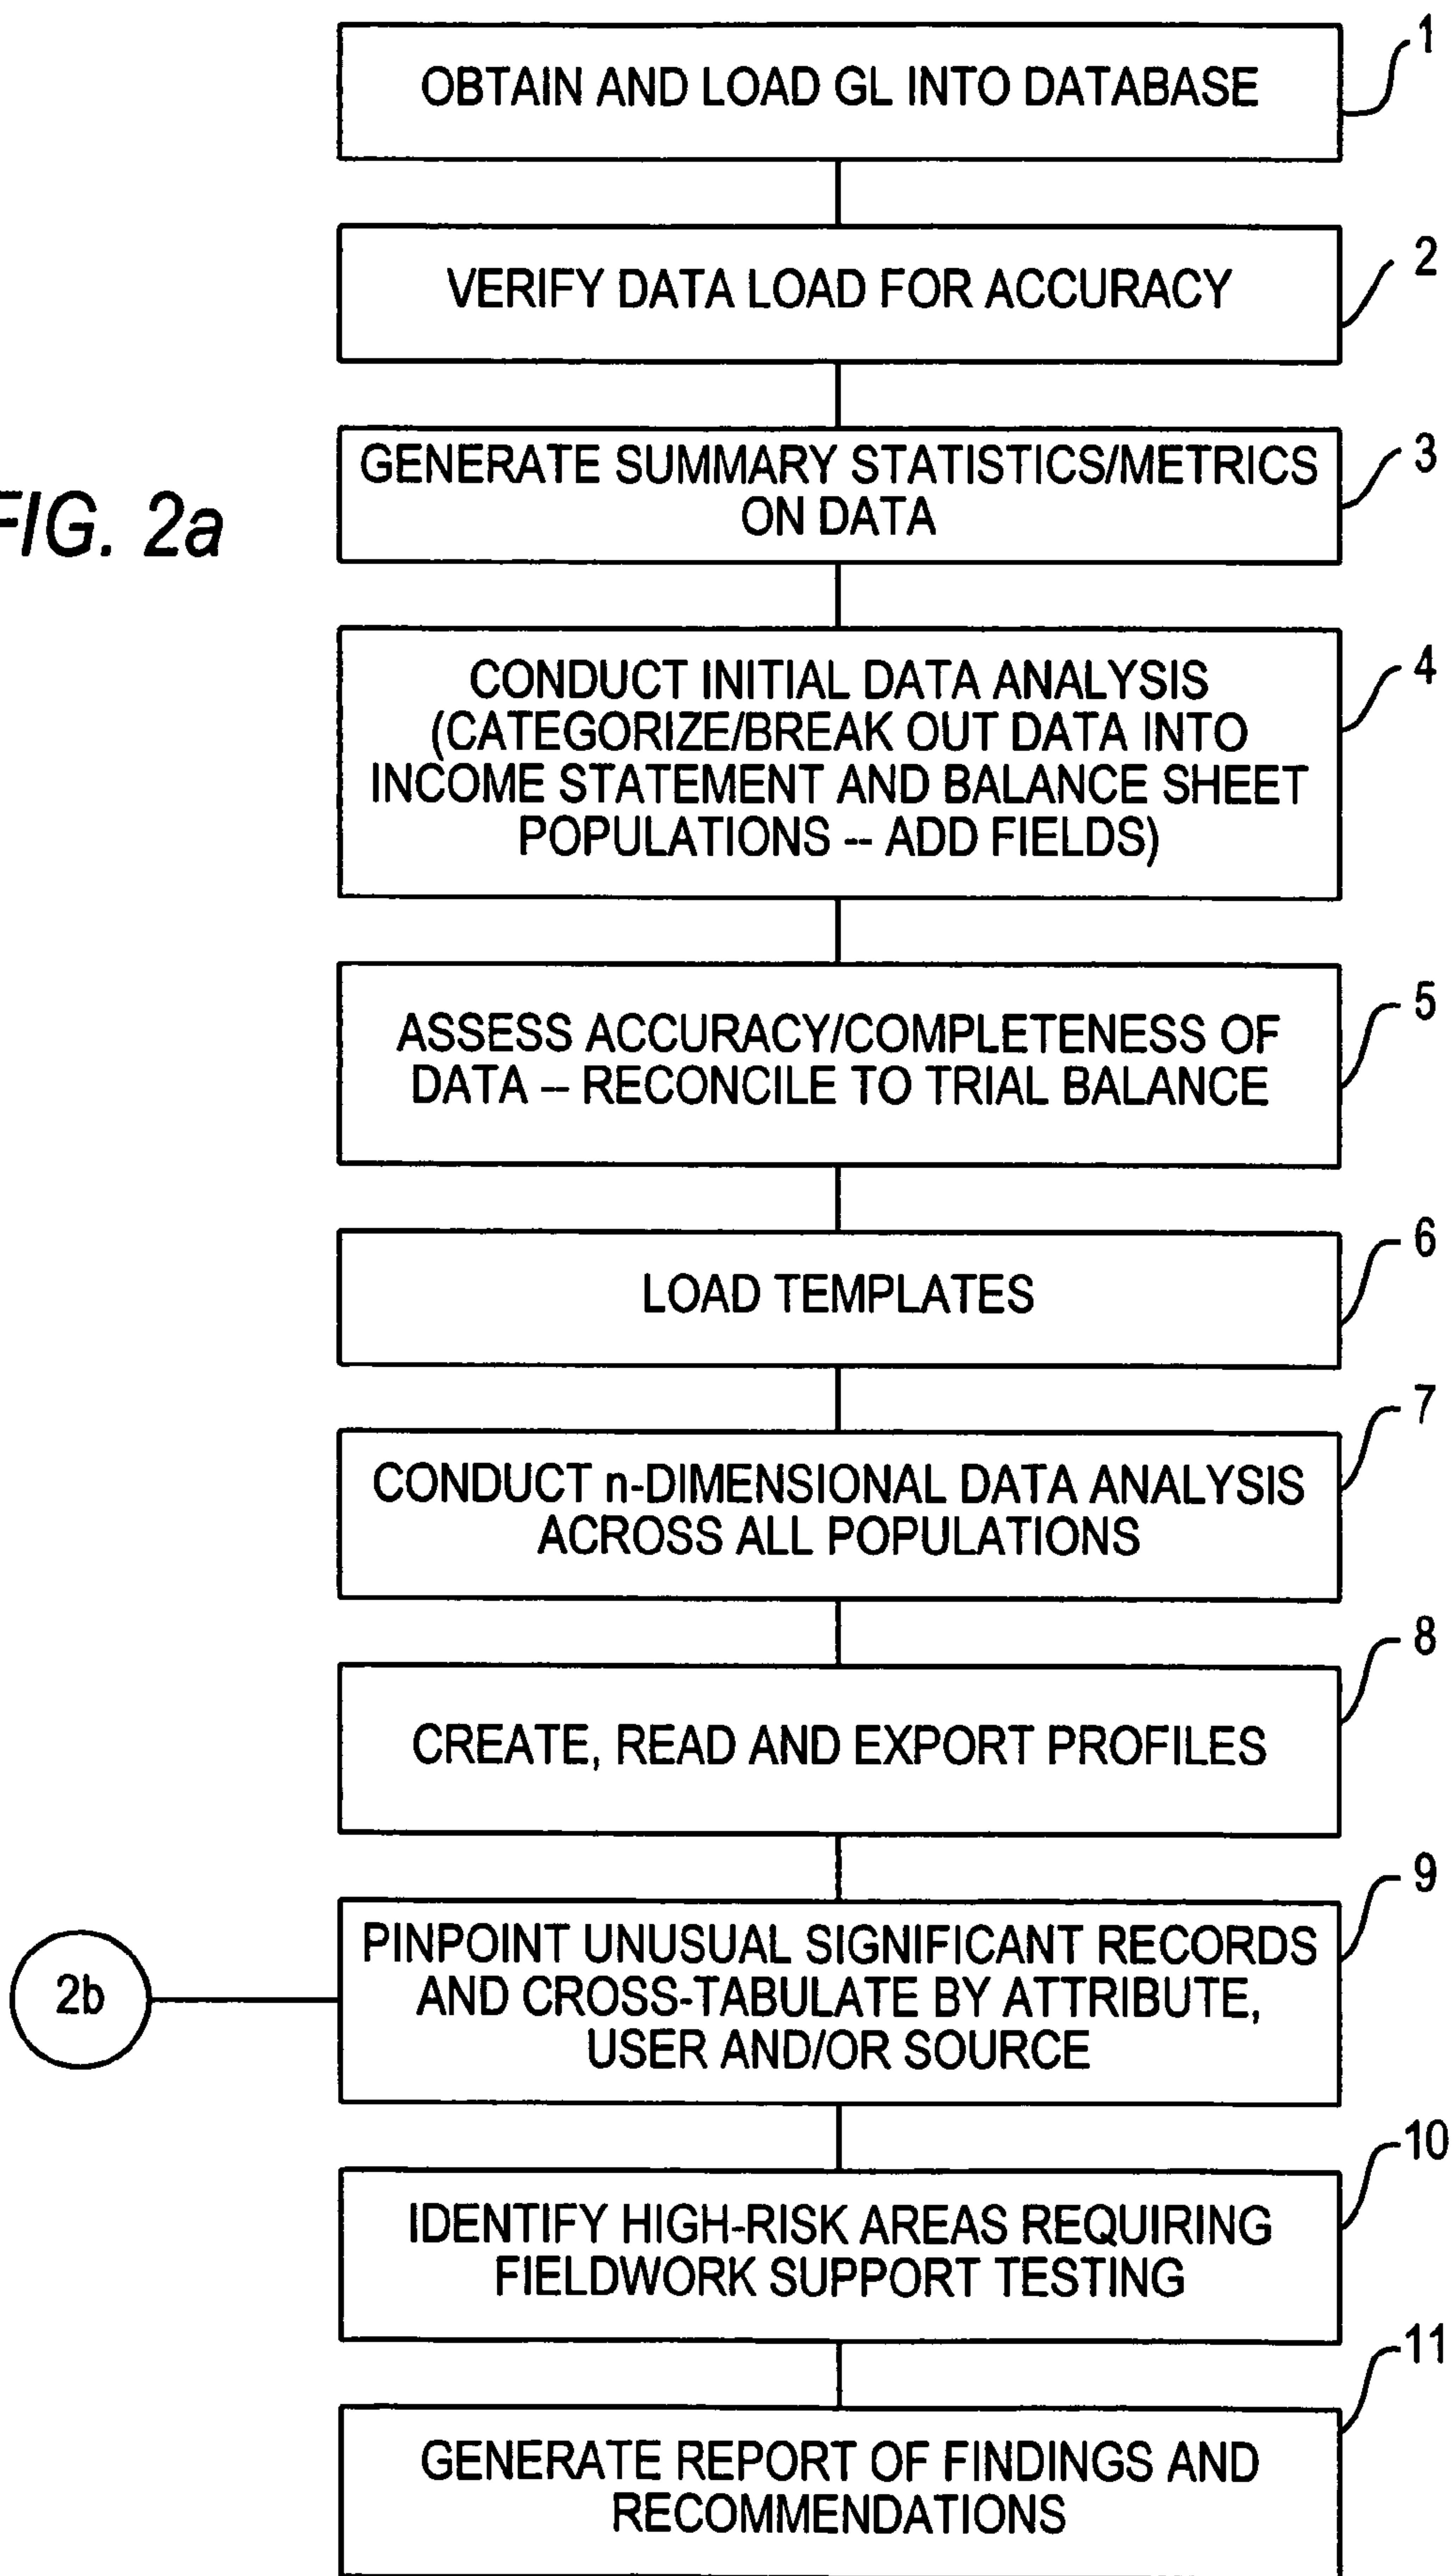 OBTAIN AND LOAD GL INTO DATABASE
1
VERIFY DATA LOAD FOR ACCURACY
2
GENERATE SUMMARY STATISTICS/METRICS
ON DATA
3
FIG. 2a
CONDUCT INITIAL DATA ANALYSIS
(CATEGORIZE/BREAK OUT DATA INTO
INCOME STATEMENT AND BALANCE SHEET
POPULATIONS -- ADD FIELDS)
4
ASSESS ACCURACY/COMPLETENESS OF
DATA -- RECONCILE TO TRIAL BALANCE
5
LOAD TEMPLATES
6
CONDUCT n-DIMENSIONAL DATA ANALYSIS
ACROSS ALL POPULATIONS
7
CREATE, READ AND EXPORT PROFILES
8
2b
PINPOINT UNUSUAL SIGNIFICANT RECORDS
AND CROSS-TABULATE BY ATTRIBUTE,
USER AND/OR SOURCE
9
IDENTIFY HIGH-RISK AREAS REQUIRING
FIELDWORK SUPPORT TESTING
10
GENERATE REPORT OF FINDINGS AND
RECOMMENDATIONS
11